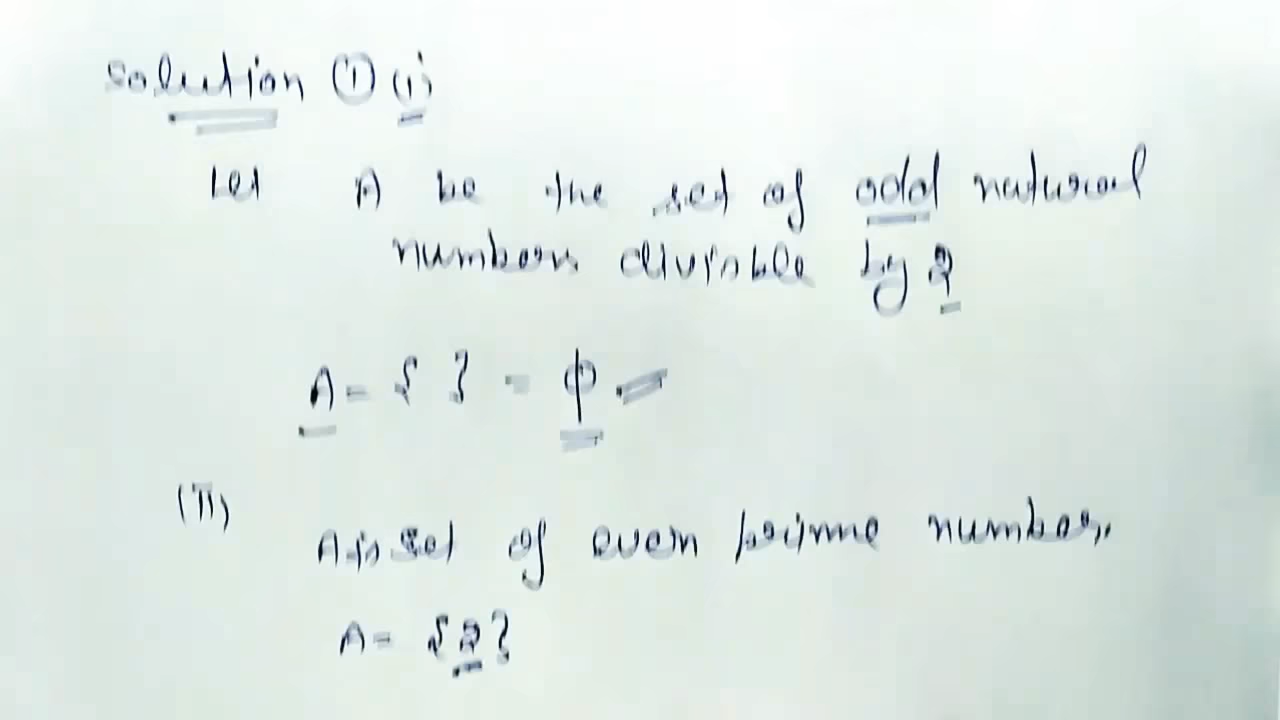 Solution ① (i)
Let A be the set of odd natural
numbers divisible by 2
A = { } = ϕ
(ii)
A is set of even prime number.
A = {2}